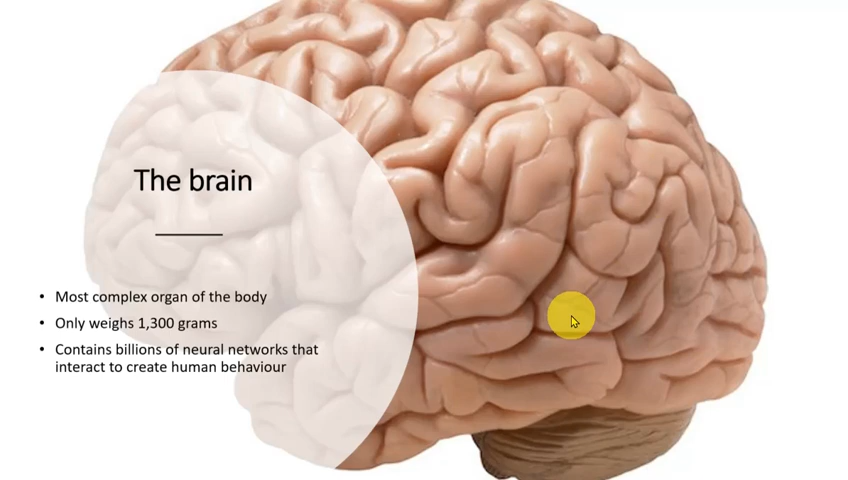 The brain
• Most complex organ of the body
• Only weighs 1,300 grams
• Contains billions of neural networks that
interact to create human behaviour